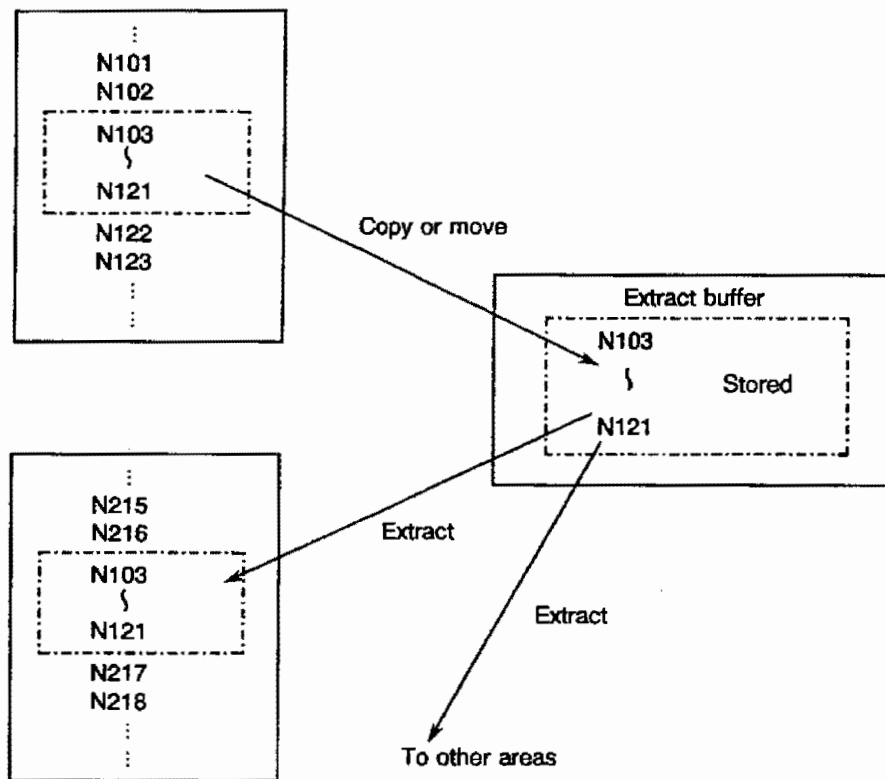 N101
N102
N103
N121
N122
N123
Copy or move
Extract buffer
N103
Stored
N121
N215
N216
N103
N121
N217
N218
Extract
Extract
To other areas